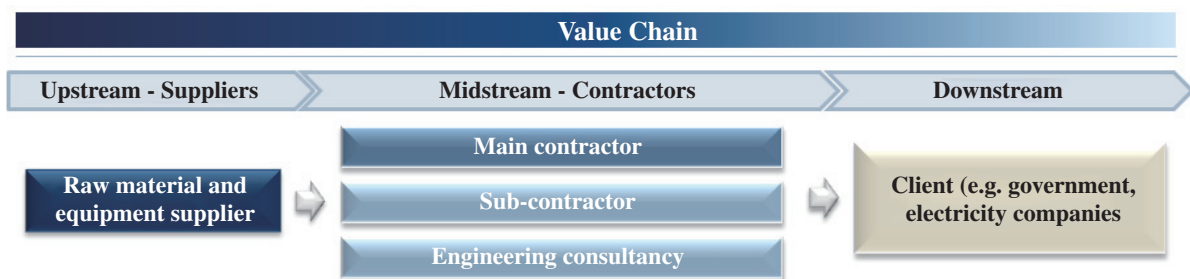 Value Chain
Upstream - Suppliers
Midstream - Contractors
Downstream
Raw material and
equipment supplier
Main contractor
Sub-contractor
Engineering consultancy
Client (e.g. government,
electricity companies